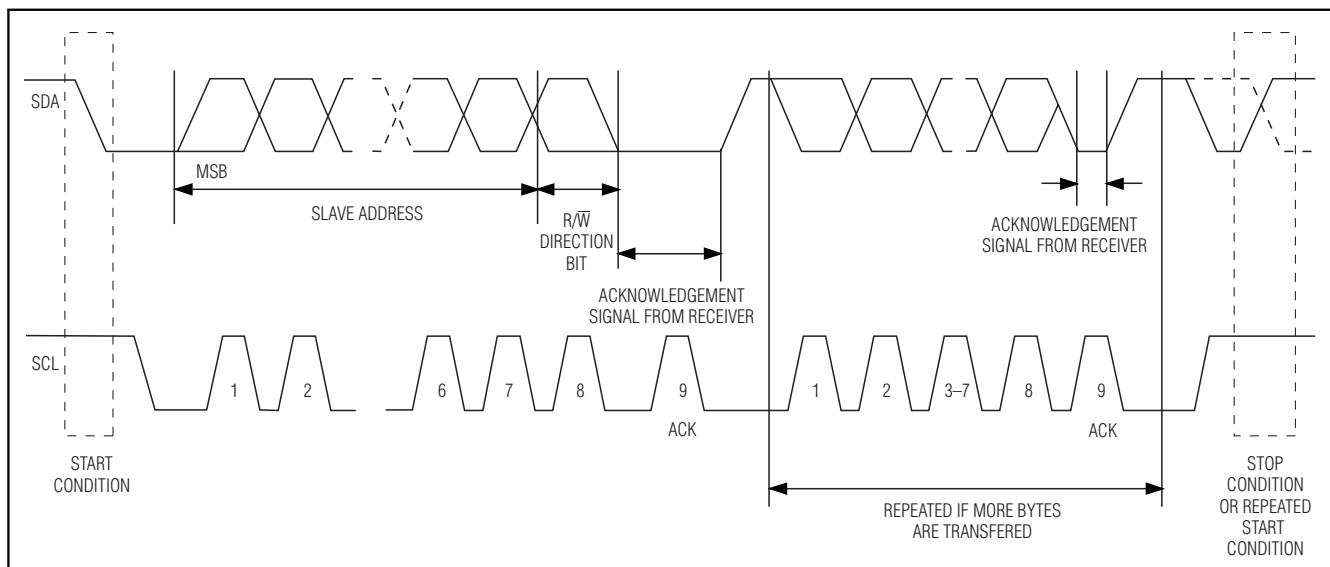 SDA
MSB
SLAVE ADDRESS
R/W̅
DIRECTION
BIT
ACKNOWLEDGEMENT
SIGNAL FROM RECEIVER
ACKNOWLEDGEMENT
SIGNAL FROM RECEIVER
SCL
1
2
6
7
8
9
1
2
3–7
8
9
ACK
ACK
START
CONDITION
REPEATED IF MORE BYTES
ARE TRANSFERED
STOP
CONDITION
OR REPEATED
START
CONDITION